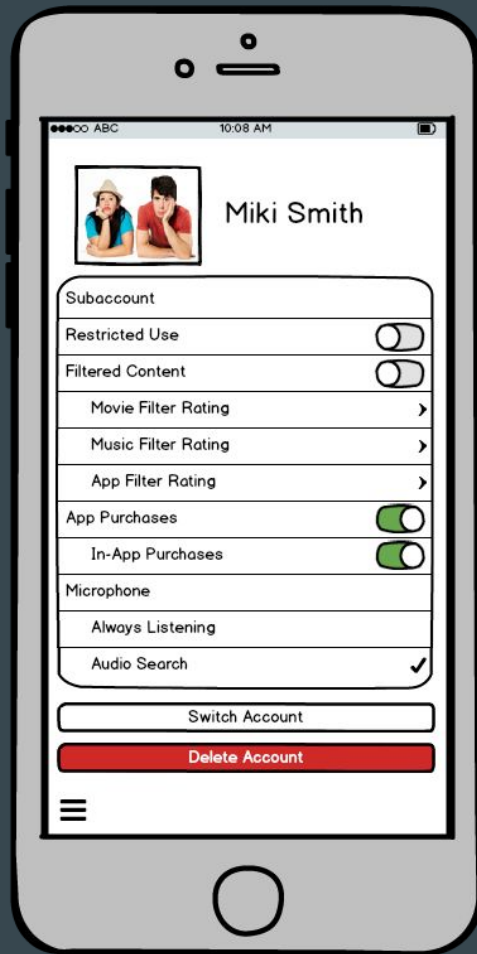 ABC 10:08 AM
Miki Smith
Subaccount
Restricted Use
Filtered Content
Movie Filter Rating
Music Filter Rating
App Filter Rating
App Purchases
In-App Purchases
Microphone
Always Listening
Audio Search
Switch Account
Delete Account